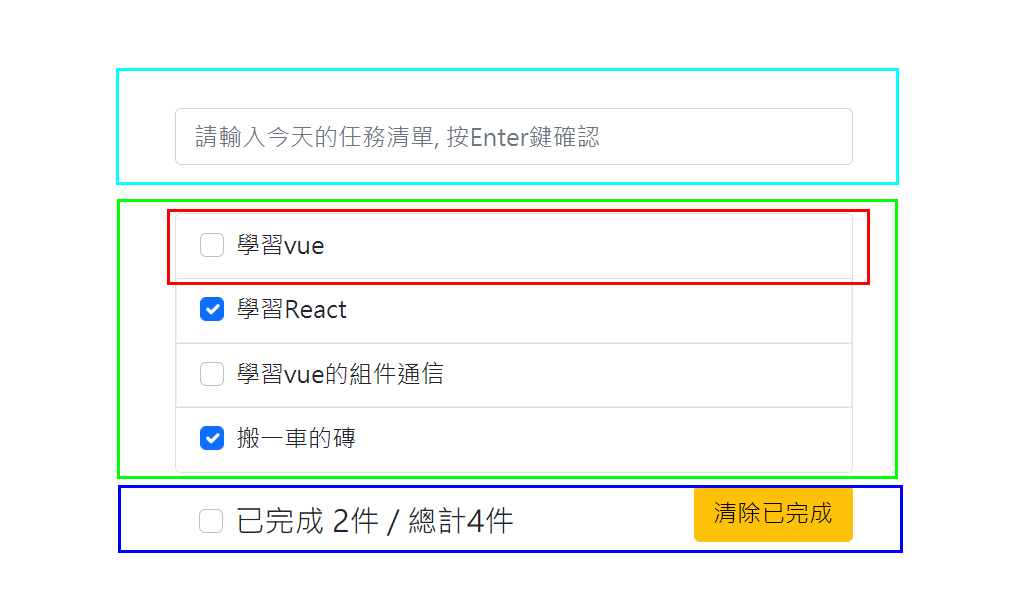 請輸入今天的任務清單, 按Enter鍵確認
學習vue
學習React
學習vue的組件通信
搬一車的磚
已完成 2件 / 總計4件
清除已完成